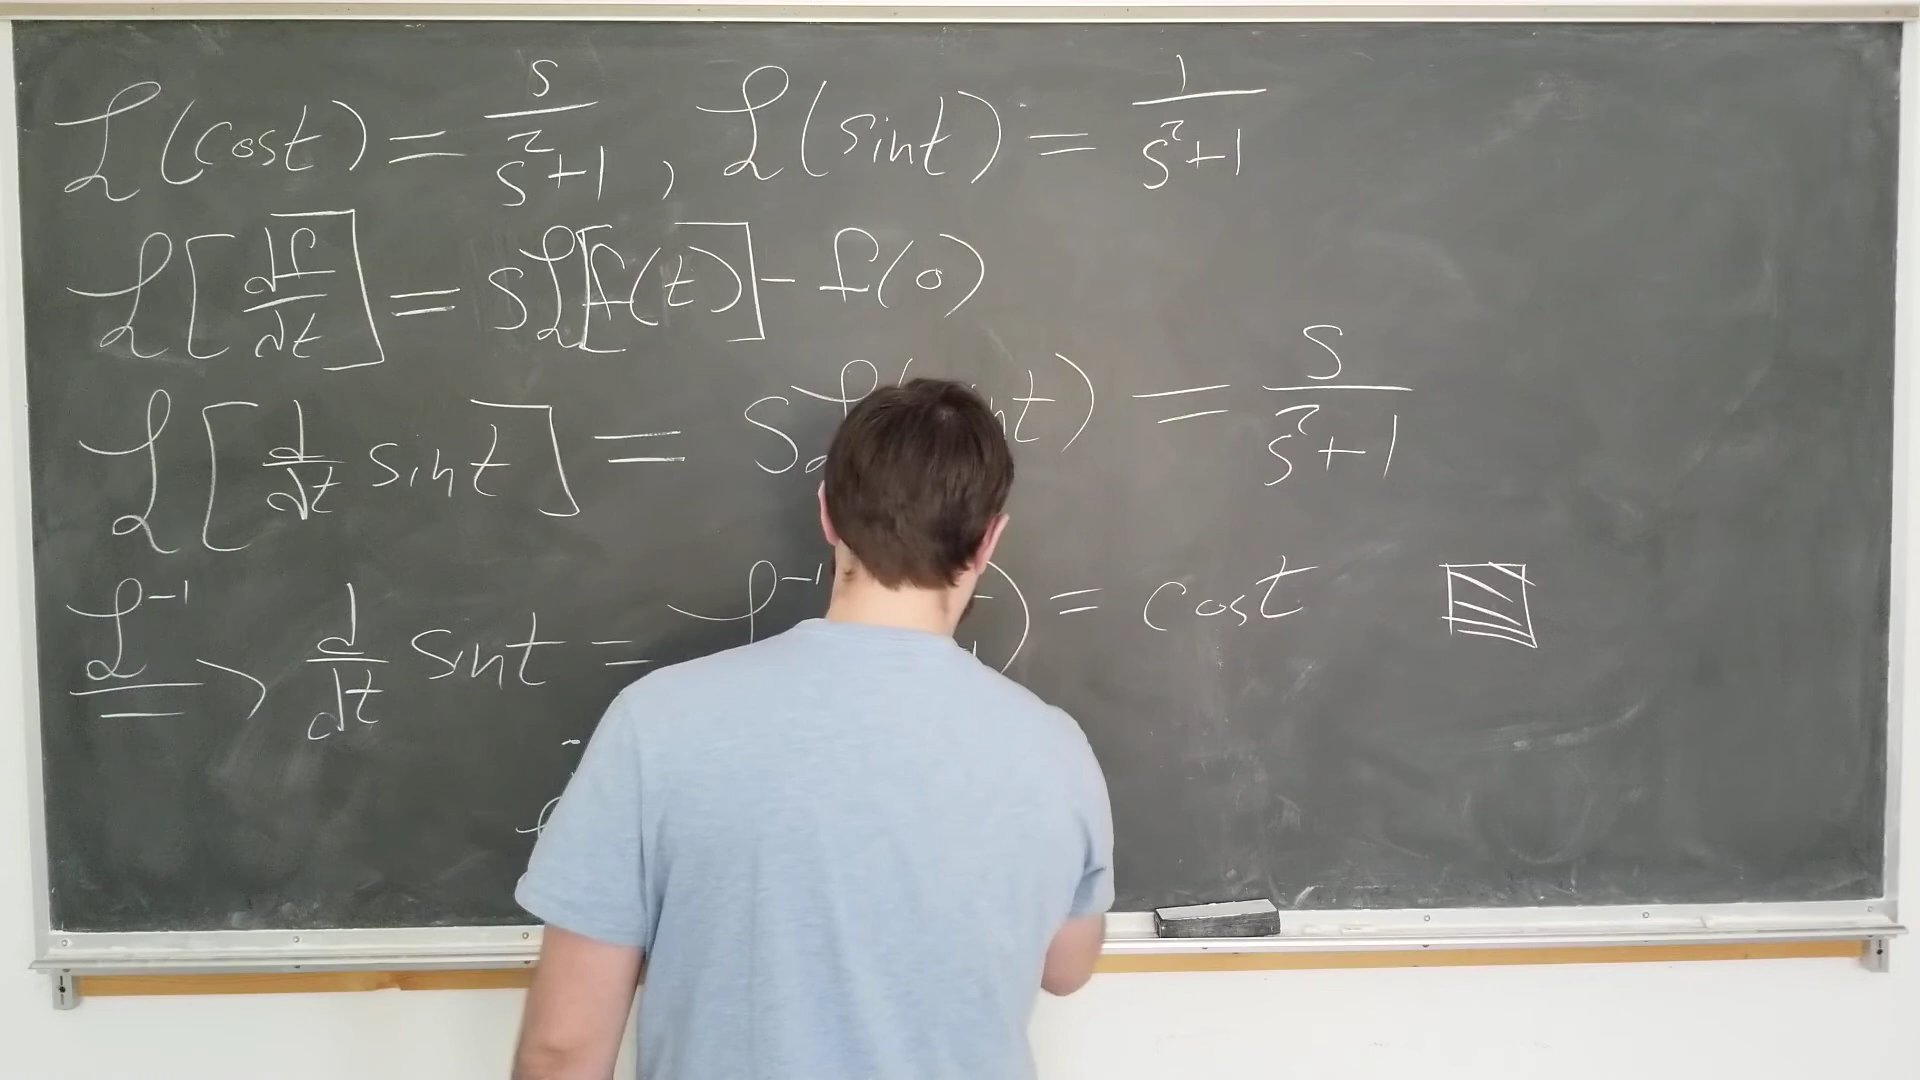 ℒ(cost) = s/(s²+1), ℒ(sint) = 1/(s²+1)
ℒ[df/dt] = sℒ[f(t)] - f(0)
ℒ[d/dt sint] = s t) = s/(s²+1)
ℒ⁻¹ => d/dt sint = ℒ⁻¹ ) = cost